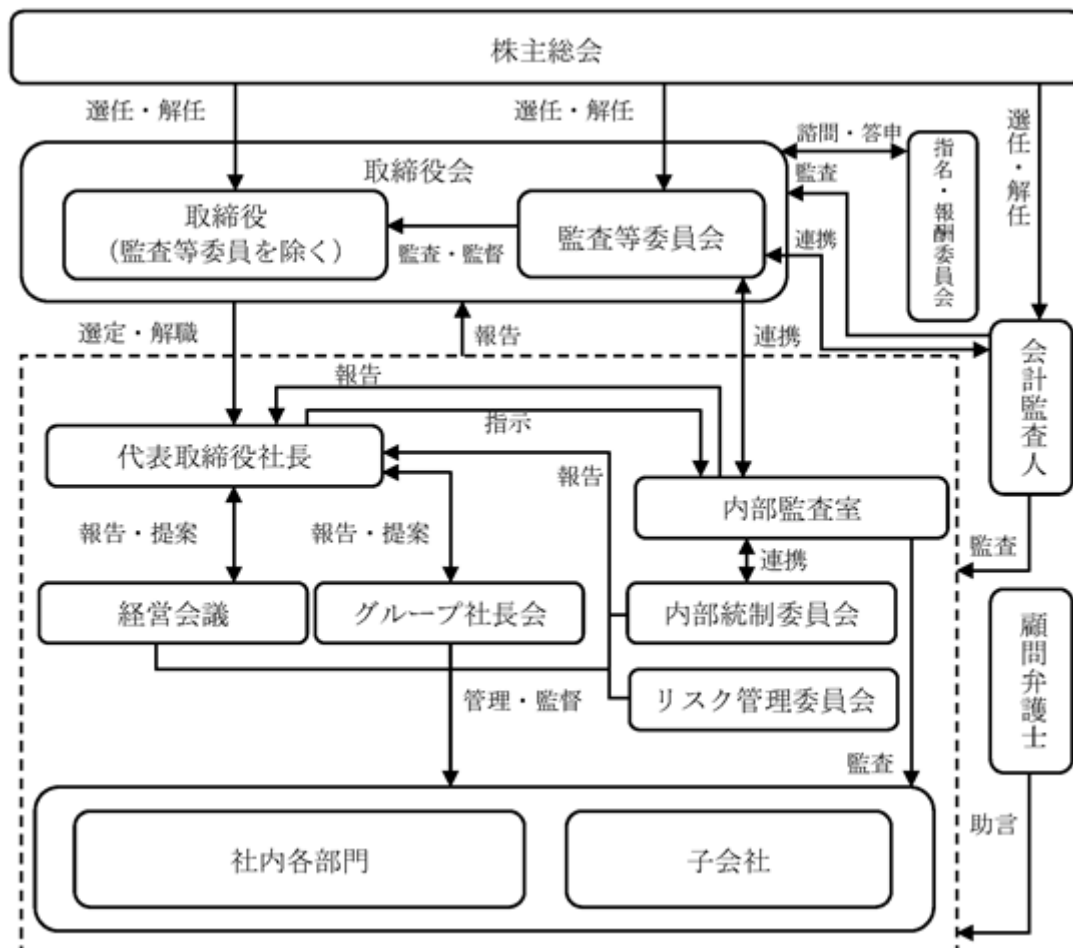 株主総会
選任・解任
選任・解任
選任・解任
諮問・答申
指名・報酬委員会
取締役会
監査
取締役
（監査等委員を除く）
監査・監督
監査等委員会
連携
選定・解職
報告
連携
会計監査人
報告
指示
代表取締役社長
報告
内部監査室
報告・提案
報告・提案
連携
監査
経営会議
グループ社長会
内部統制委員会
顧問弁護士
管理・監督
リスク管理委員会
監査
助言
社内各部門
子会社